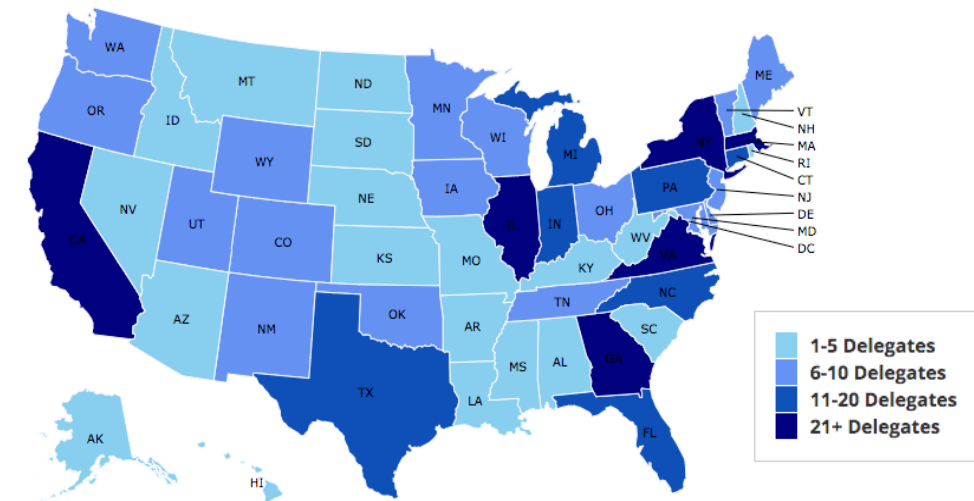 WA
OR
ID
MT
ND
MN
WI
MI
ME
VT
NH
MA
RI
CT
NJ
DE
MD
DC
NY
PA
SD
WY
NV
UT
CO
NE
IA
IL
IN
OH
WV
VA
CA
KS
MO
KY
AZ
NM
OK
AR
TN
NC
SC
TX
LA
MS
AL
GA
FL
AK
HI
1-5 Delegates
6-10 Delegates
11-20 Delegates
21+ Delegates